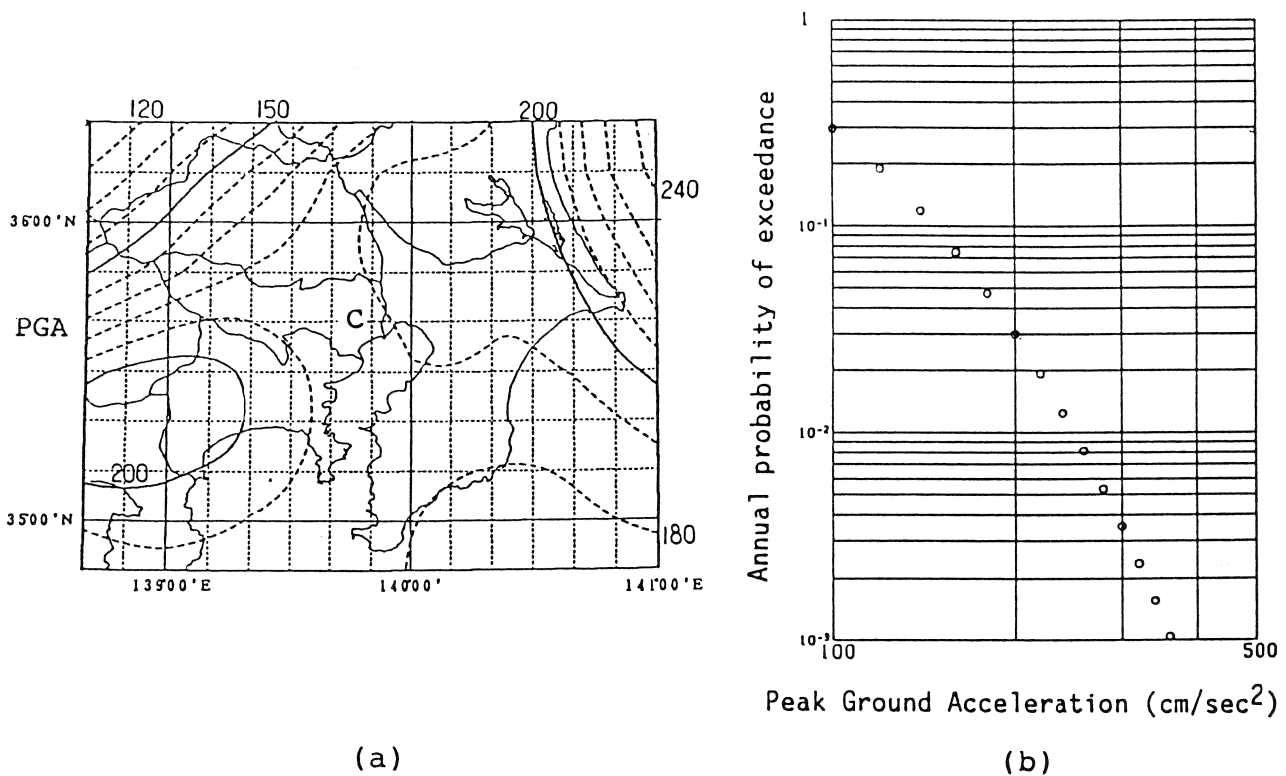 120 150 200
240
36°00'N
PGA
C
200
35°00'N
180
139°00'E 140°00' 141°00'E
(a)
1
10-1
10-2
10-3
Annual probability of exceedance
100 500
Peak Ground Acceleration (cm/sec2)
(b)